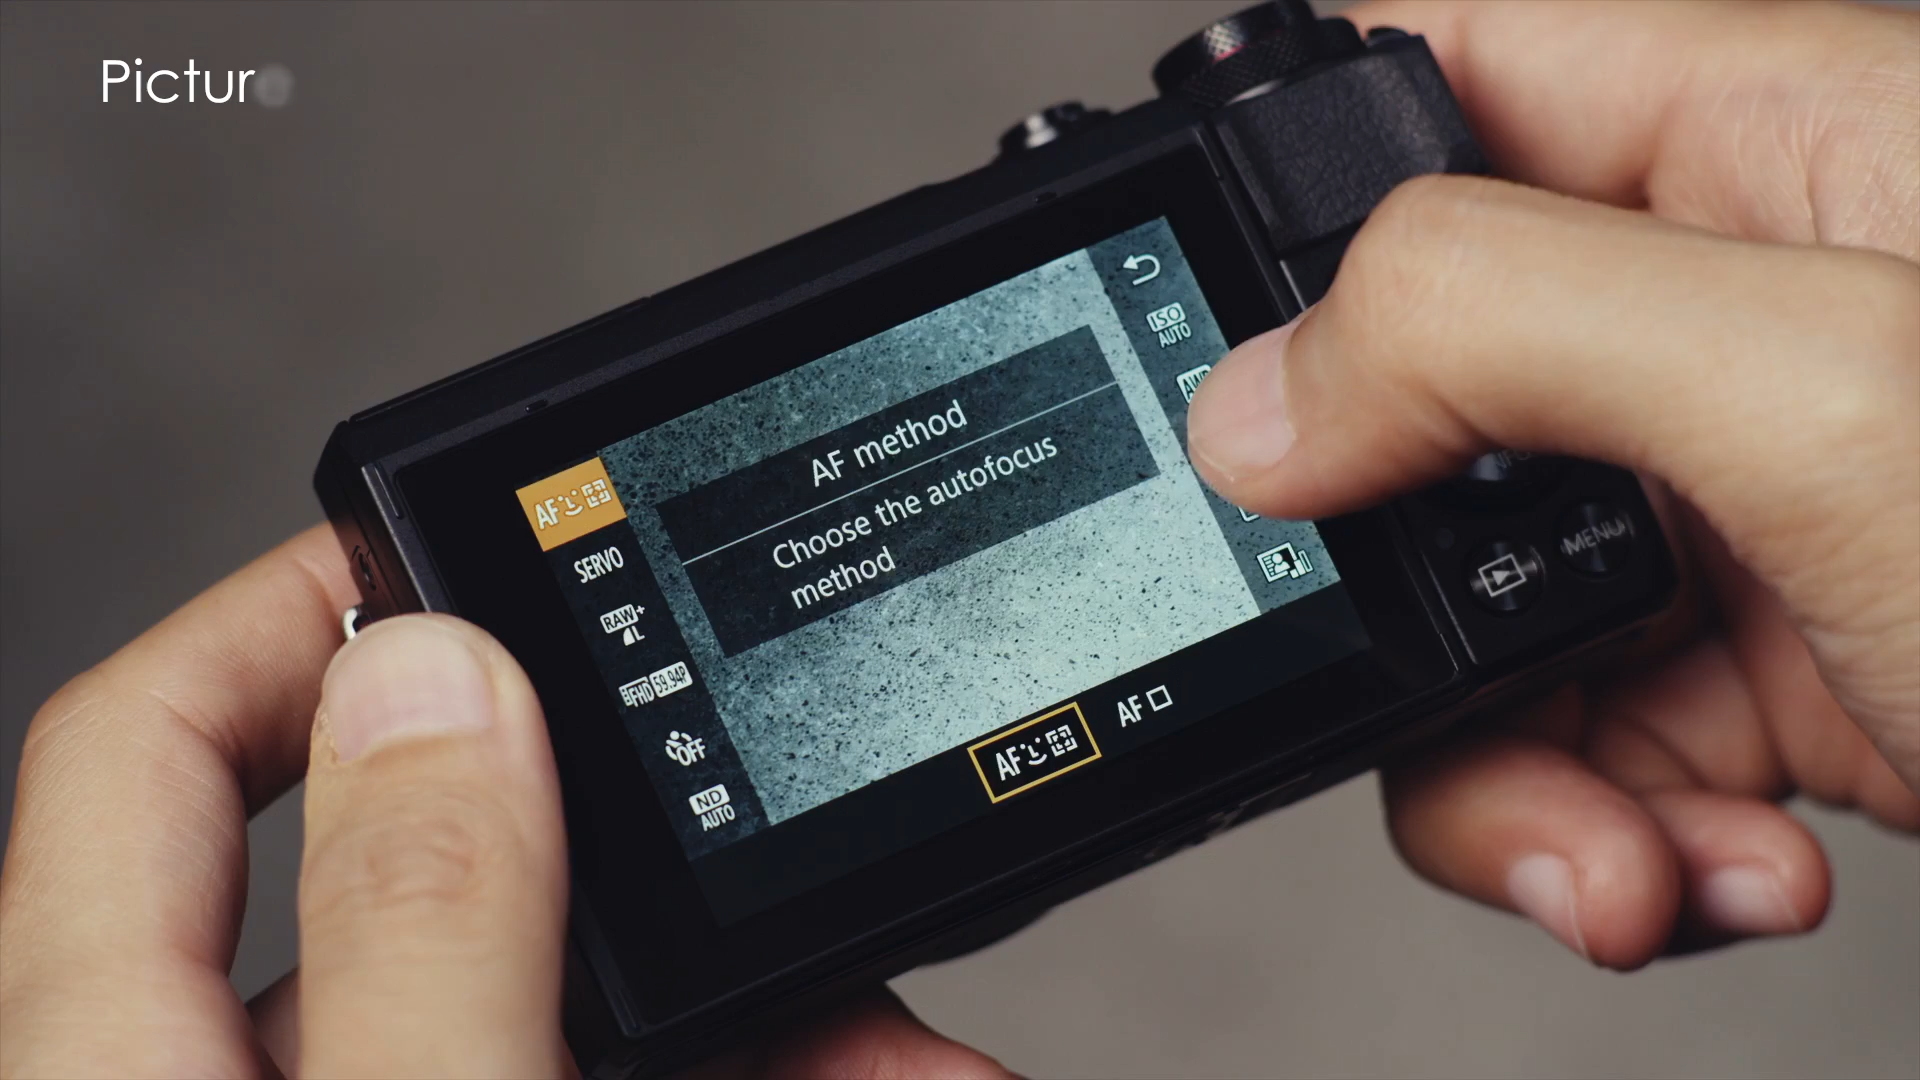 Pictur
AF method
Choose the autofocus
method
AF
SERVO
RAW+
L
FHD 59.94P
OFF
ND
AUTO
ISO
AUTO
AF
AF
MENU